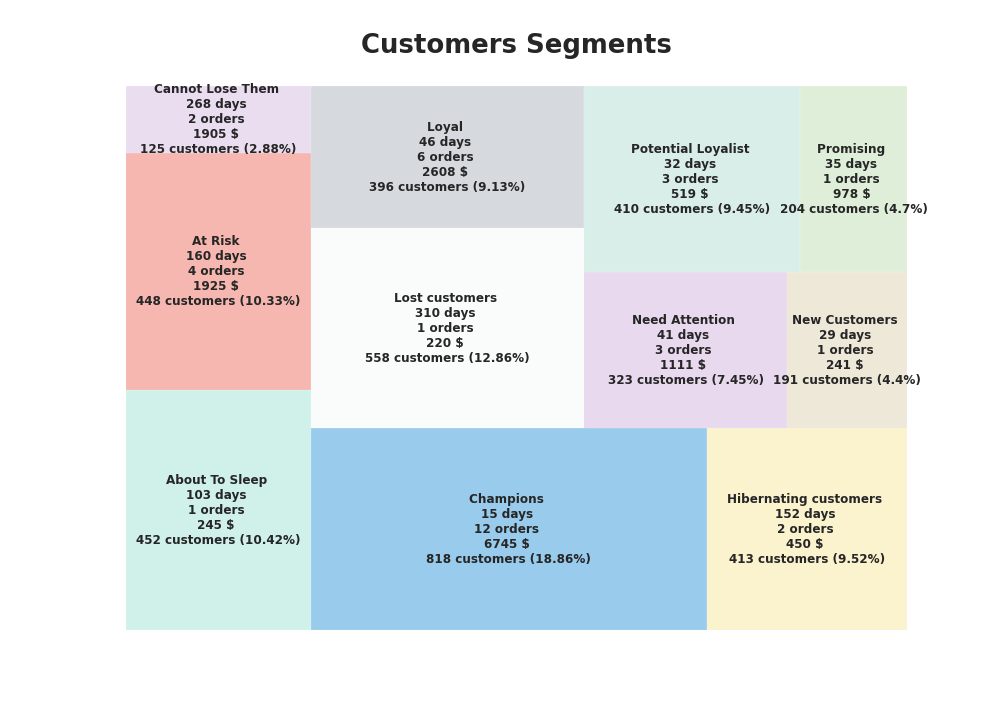 Customers Segments
Cannot Lose Them
268 days
2 orders
1905 $
125 customers (2.88%)
At Risk
160 days
4 orders
1925 $
448 customers (10.33%)
About To Sleep
103 days
1 orders
245 $
452 customers (10.42%)
Loyal
46 days
6 orders
2608 $
396 customers (9.13%)
Lost customers
310 days
1 orders
220 $
558 customers (12.86%)
Champions
15 days
12 orders
6745 $
818 customers (18.86%)
Potential Loyalist
32 days
3 orders
519 $
410 customers (9.45%)
Promising
35 days
1 orders
978 $
204 customers (4.7%)
Need Attention
41 days
3 orders
1111 $
323 customers (7.45%)
New Customers
29 days
1 orders
241 $
191 customers (4.4%)
Hibernating customers
152 days
2 orders
450 $
413 customers (9.52%)